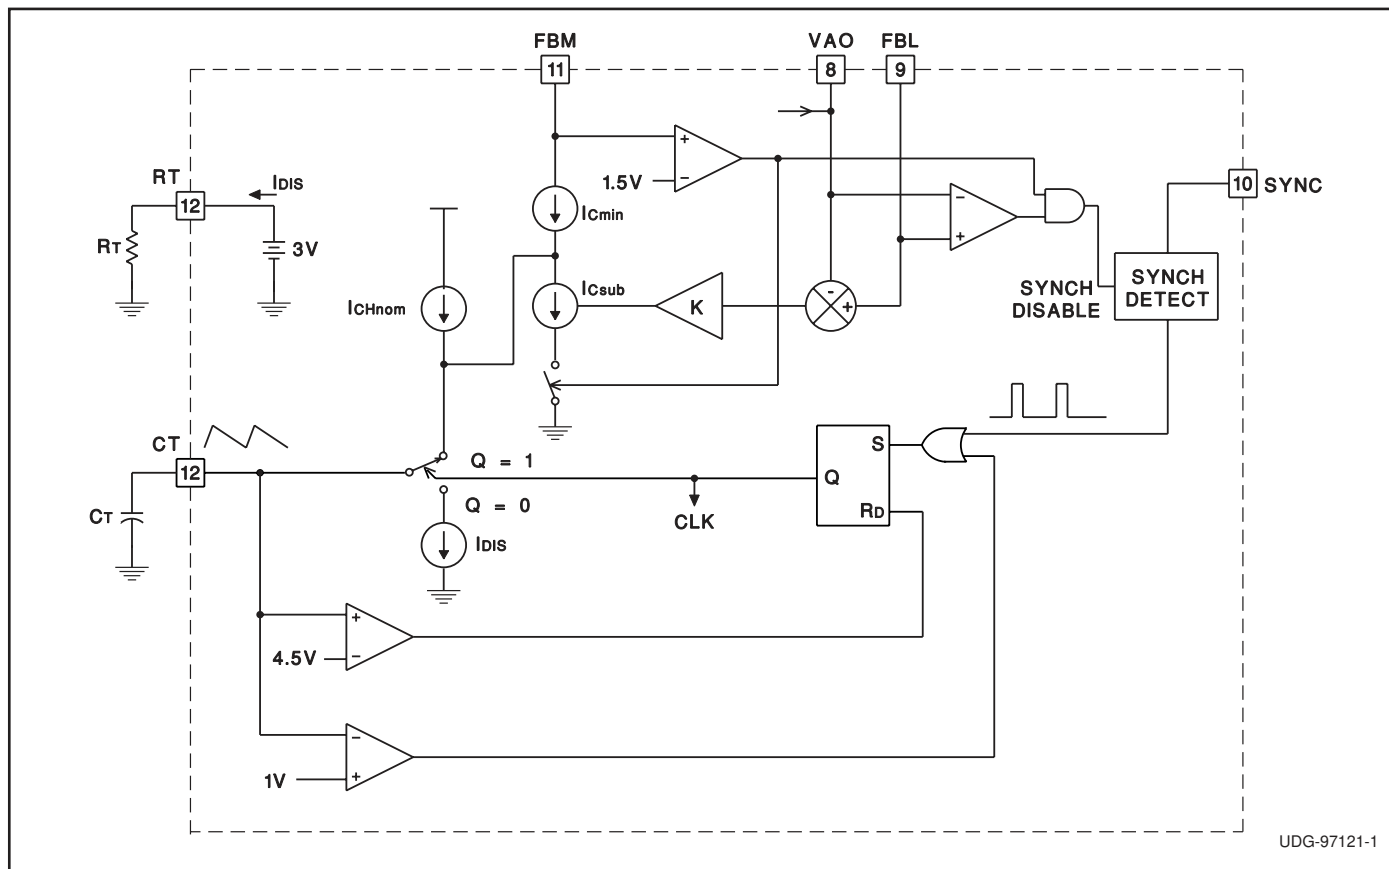 FBM
VAO
FBL
11
8
9
+
−
1.5V
RT
IDIS
12
10
SYNC
RT
3V
ICmin
−
+
ICHnom
ICsub
K
-
+
SYNCH
DISABLE
SYNCH
DETECT
CT
12
CT
Q = 1
Q = 0
IDIS
CLK
S
Q
RD
+
−
4.5V
−
+
1V
UDG-97121-1